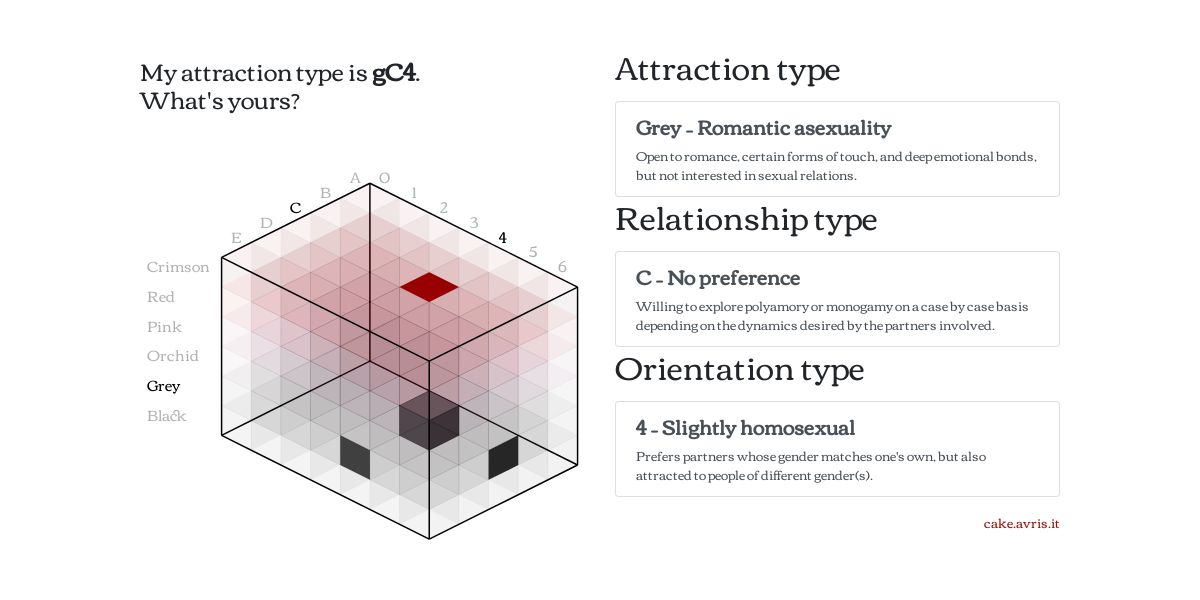 My attraction type is gC4.
What's yours?
A
B
C
D
E
0
1
2
3
4
5
6
Crimson
Red
Pink
Orchid
Grey
Black
Attraction type
Grey – Romantic asexuality
Open to romance, certain forms of touch, and deep emotional bonds,
but not interested in sexual relations.
Relationship type
C – No preference
Willing to explore polyamory or monogamy on a case by case basis
depending on the dynamics desired by the partners involved.
Orientation type
4 – Slightly homosexual
Prefers partners whose gender matches one's own, but also
attracted to people of different gender(s).
cake.avris.it